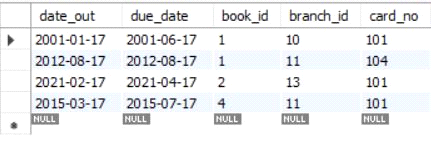 date_out due_date book_id branch_id card_no
2001-01-17 2001-06-17 1 10 101
2012-08-17 2012-08-17 1 11 104
2021-02-17 2021-04-17 2 13 101
2015-03-17 2015-07-17 4 11 101
NULL NULL NULL NULL NULL